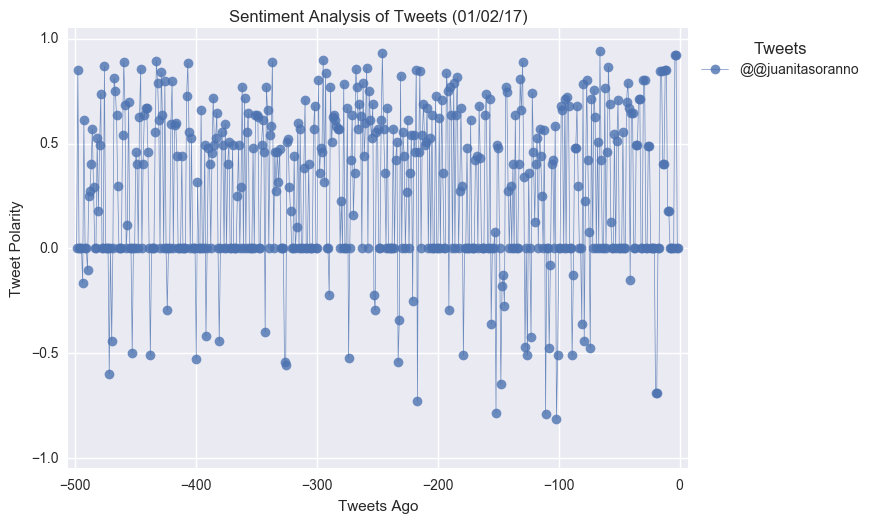 Sentiment Analysis of Tweets (01/02/17)
Tweets
@@juanitasoranno
1.0
0.5
0.0
−0.5
−1.0
Tweet Polarity
−500
−400
−300
−200
−100
0
Tweets Ago